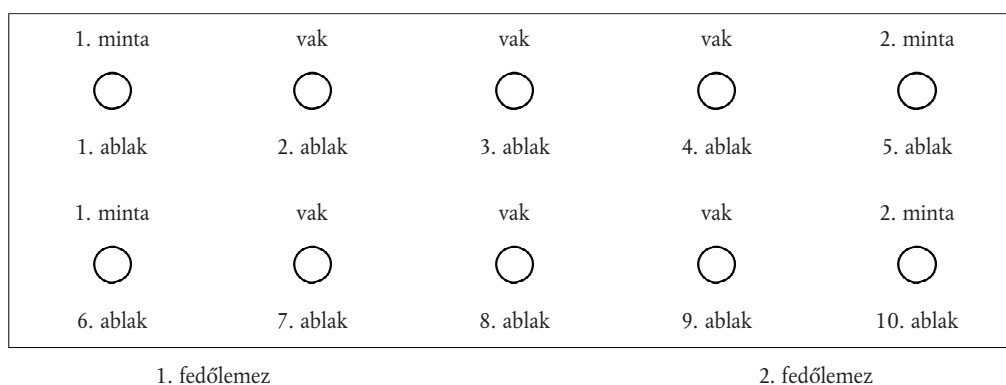 1. minta vak vak vak 2. minta
1. ablak 2. ablak 3. ablak 4. ablak 5. ablak
1. minta vak vak vak 2. minta
6. ablak 7. ablak 8. ablak 9. ablak 10. ablak
1. fedőlemez 2. fedőlemez